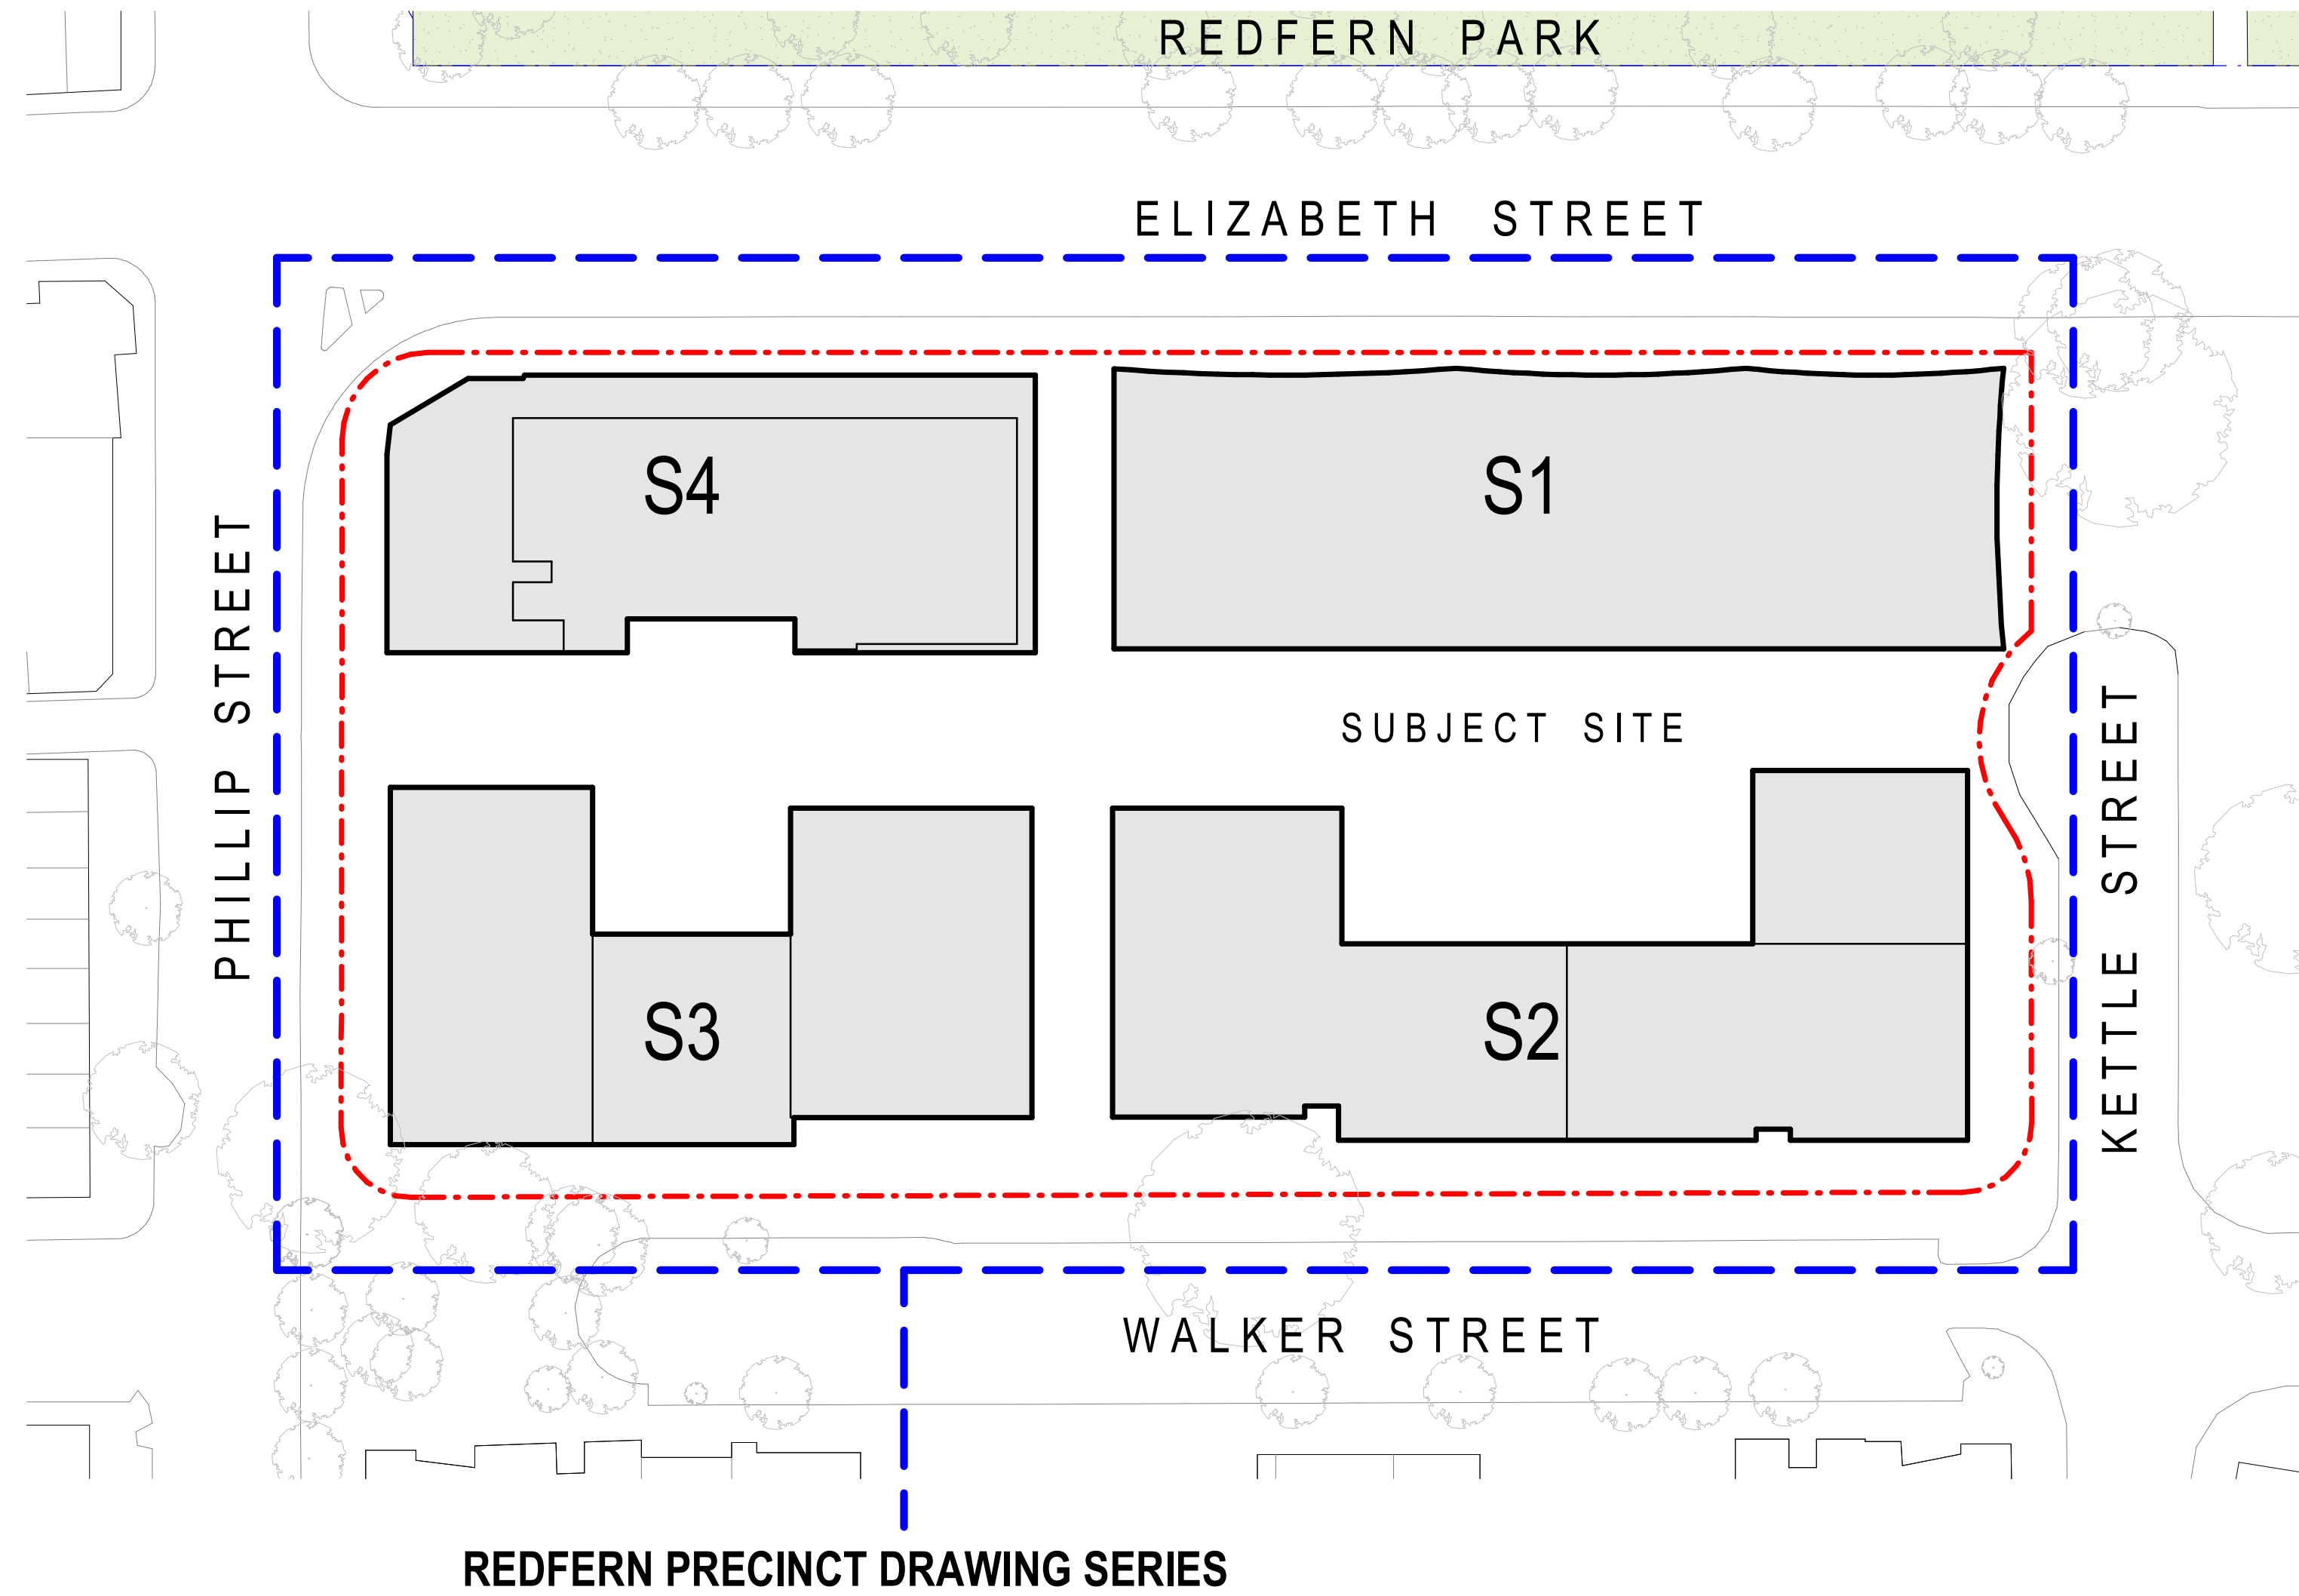 REDFERN PARK
ELIZABETH STREET
S4
S1
PHILLIP STREET
SUBJECT SITE
KETTLE STREET
S3
S2
WALKER STREET
REDFERN PRECINCT DRAWING SERIES